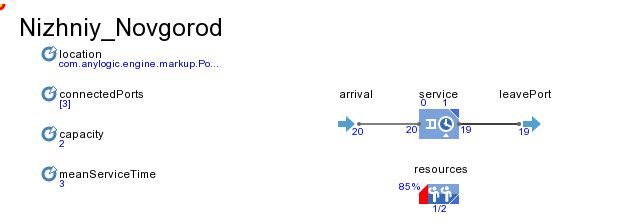 Nizhniy_Novgorod
location
com.anylogic.engine.markup.Po...
connectedPorts
[3]
capacity
2
meanServiceTime
3
arrival
service
leavePort
0 1
20
20
19
19
resources
85%
1/2